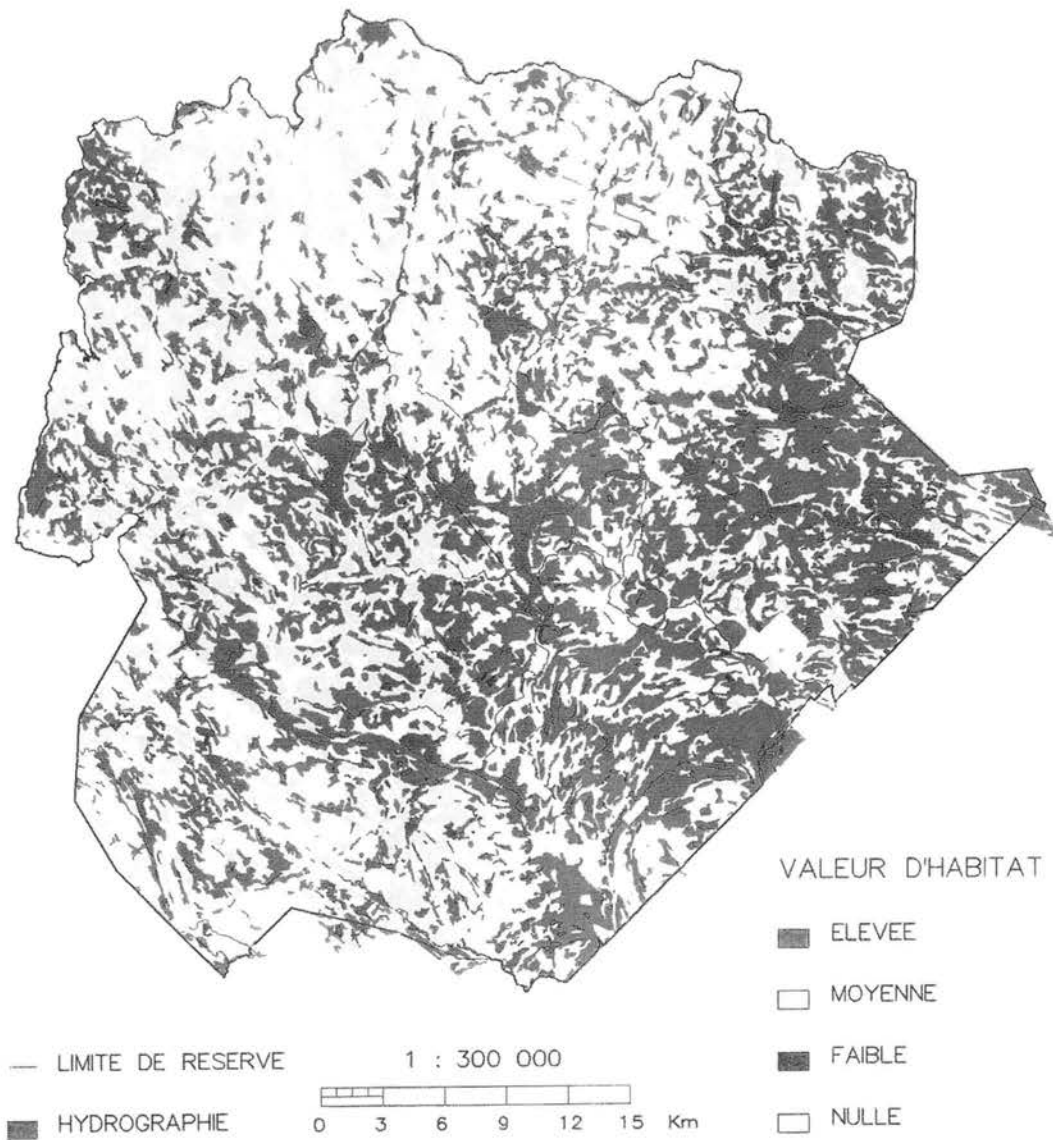 VALEUR D'HABITAT
ELEVEE
MOYENNE
FAIBLE
NULLE
LIMITE DE RESERVE
HYDROGRAPHIE
1 : 300 000
0 3 6 9 12 15 Km